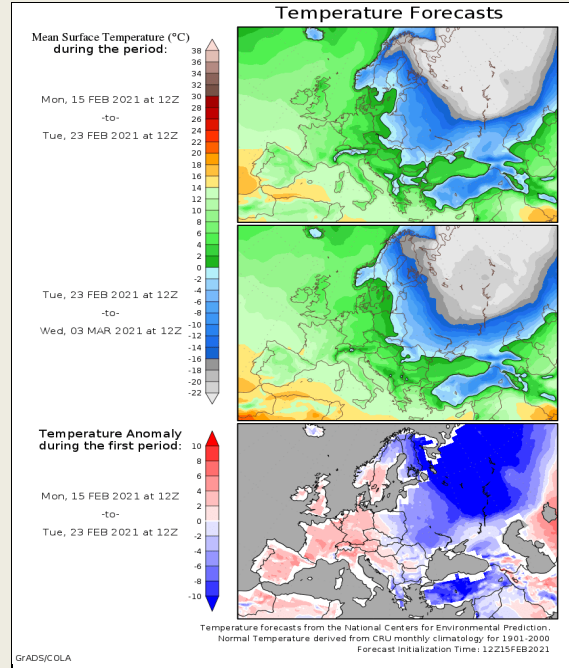 Temperature Forecasts
Mean Surface Temperature (°C)
during the period:
Mon, 15 FEB 2021 at 12Z
-to-
Tue, 23 FEB 2021 at 12Z
38
36
34
32
30
28
26
24
22
20
18
16
14
12
10
8
6
4
2
0
-2
-4
-6
-8
-10
-12
-14
-16
-18
-20
-22
Tue, 23 FEB 2021 at 12Z
-to-
Wed, 03 MAR 2021 at 12Z
Temperature Anomaly
during the first period:
Mon, 15 FEB 2021 at 12Z
-to-
Tue, 23 FEB 2021 at 12Z
10
8
6
4
2
0
-2
-4
-6
-8
-10
Temperature forecasts from the National Centers for Environmental Prediction.
Normal Temperature derived from CRU monthly climatology for 1901-2000
Forecast Initialization Time: 12Z15FEB2021
GrADS/COLA